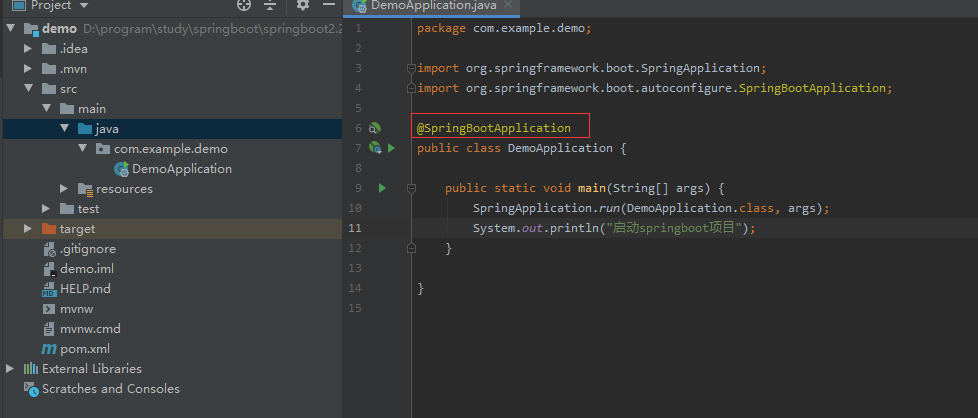 Project
demo D:\program\study\springboot\springboot2.2
.idea
.mvn
src
main
java
com.example.demo
DemoApplication
resources
test
target
.gitignore
demo.iml
HELP.md
mvnw
mvnw.cmd
pom.xml
External Libraries
Scratches and Consoles
DemoApplication.java
1 package com.example.demo;
2
3 import org.springframework.boot.SpringApplication;
4 import org.springframework.boot.autoconfigure.SpringBootApplication;
5
6 @SpringBootApplication
7 public class DemoApplication {
8
9 public static void main(String[] args) {
10 SpringApplication.run(DemoApplication.class, args);
11 System.out.println("启动springboot项目");
12 }
13
14 }
15